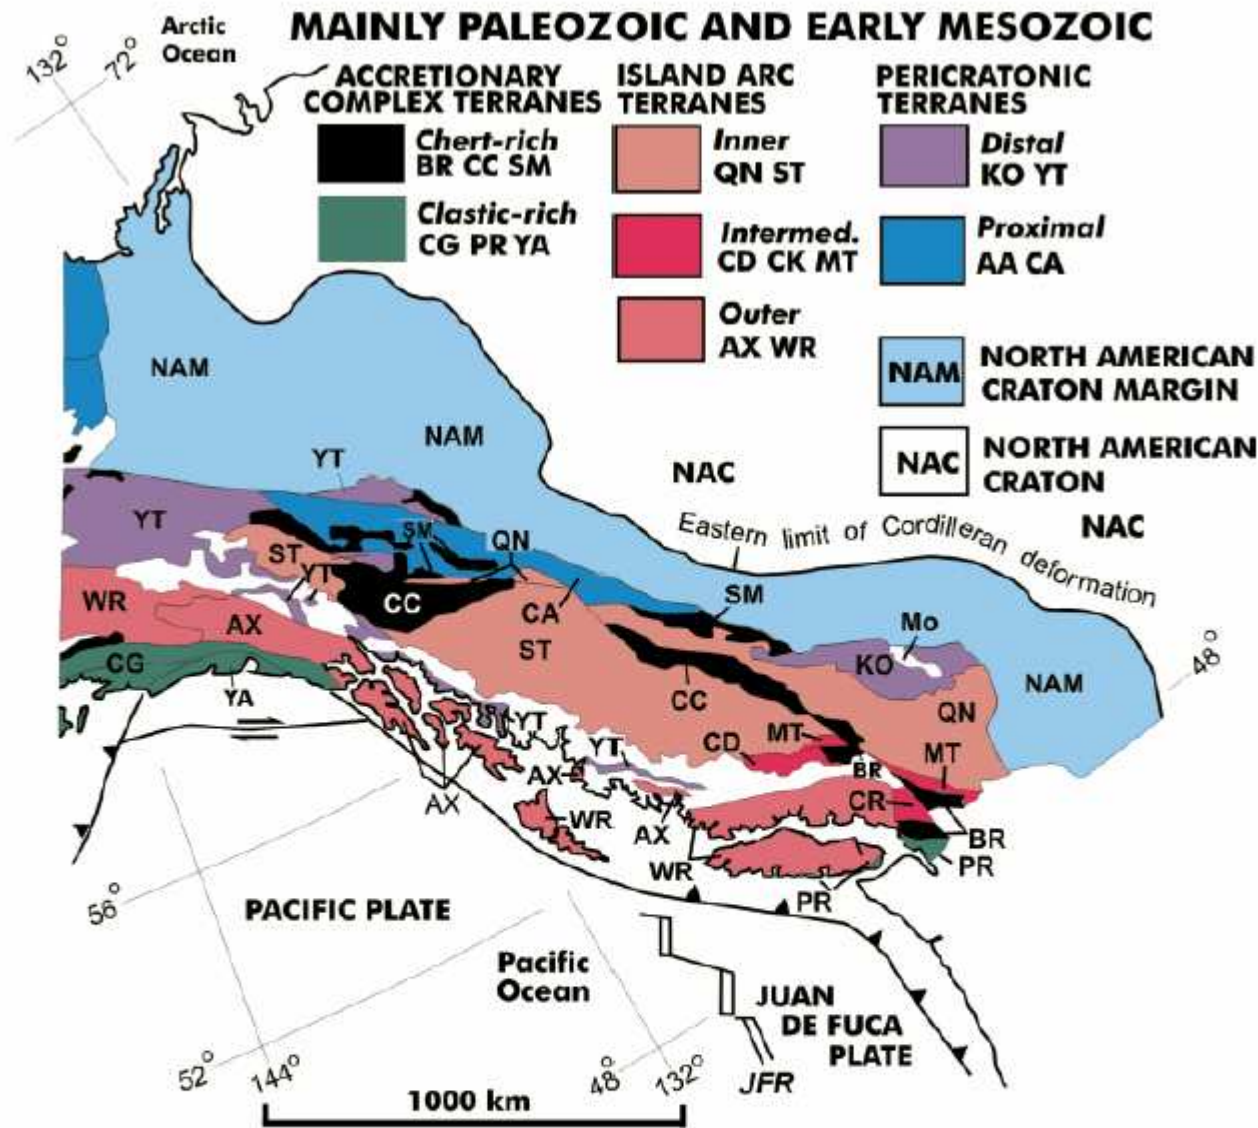 MAINLY PALEOZOIC AND EARLY MESOZOIC
Arctic
Ocean
132°
72°
ACCRETIONARY
COMPLEX TERRANES
Chert-rich
BR CC SM
Clastic-rich
CG PR YA
ISLAND ARC
TERRANES
Inner
QN ST
Intermed.
CD CK MT
Outer
AX WR
PERICRATONIC
TERRANES
Distal
KO YT
Proximal
AA CA
NAM
NORTH AMERICAN
CRATON MARGIN
NAC
NORTH AMERICAN
CRATON
NAM
NAM
NAC
NAC
Eastern limit of Cordilleran deformation
YT
YT
ST
YT
SM
QN
CC
CA
ST
SM
Mo
KO
NAM
48°
WR
AX
CG
YA
CC
QN
CD
MT
MT
BR
CR
YT
YT
AX
AX
WR
AX
WR
BR
PR
PR
56°
PACIFIC PLATE
Pacific
Ocean
JUAN
DE FUCA
PLATE
JFR
52°
144°
48°
132°
1000 km